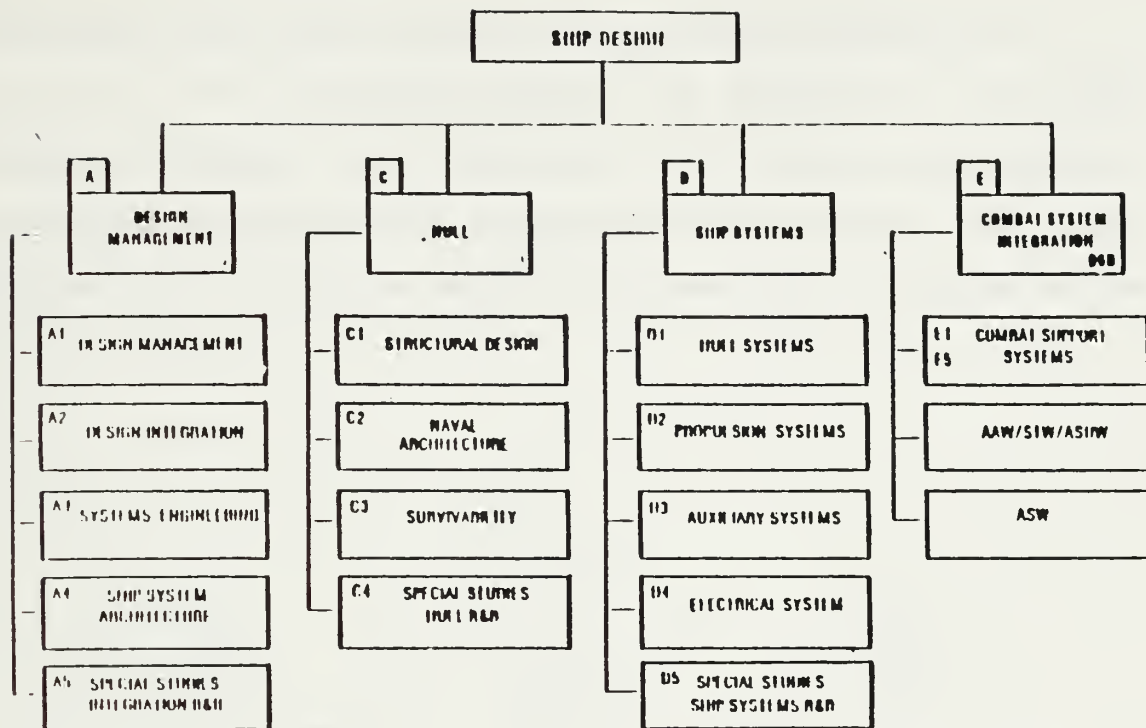 SHIP DESIGN
A
DESIGN
MANAGEMENT
C
HULL
D
SHIP SYSTEMS
E
COMBAT SYSTEM
INTEGRATION
A1 DESIGN MANAGEMENT
A2 DESIGN INTEGRATION
A3 SYSTEMS ENGINEERING
A4 SHIP SYSTEM
ARCHITECTURE
A5 SPECIAL STUDIES
INTEGRATION R&D
C1 STRUCTURAL DESIGN
C2 NAVAL
ARCHITECTURE
C3 SURVIVABILITY
C4 SPECIAL STUDIES
HULL R&D
D1 HULL SYSTEMS
D2 PROPULSION SYSTEMS
D3 AUXILIARY SYSTEMS
D4 ELECTRICAL SYSTEM
D5 SPECIAL STUDIES
SHIP SYSTEMS R&D
E1 COMBAT SUPPORT
E5 SYSTEMS
AAW/STW/ASUW
ASW